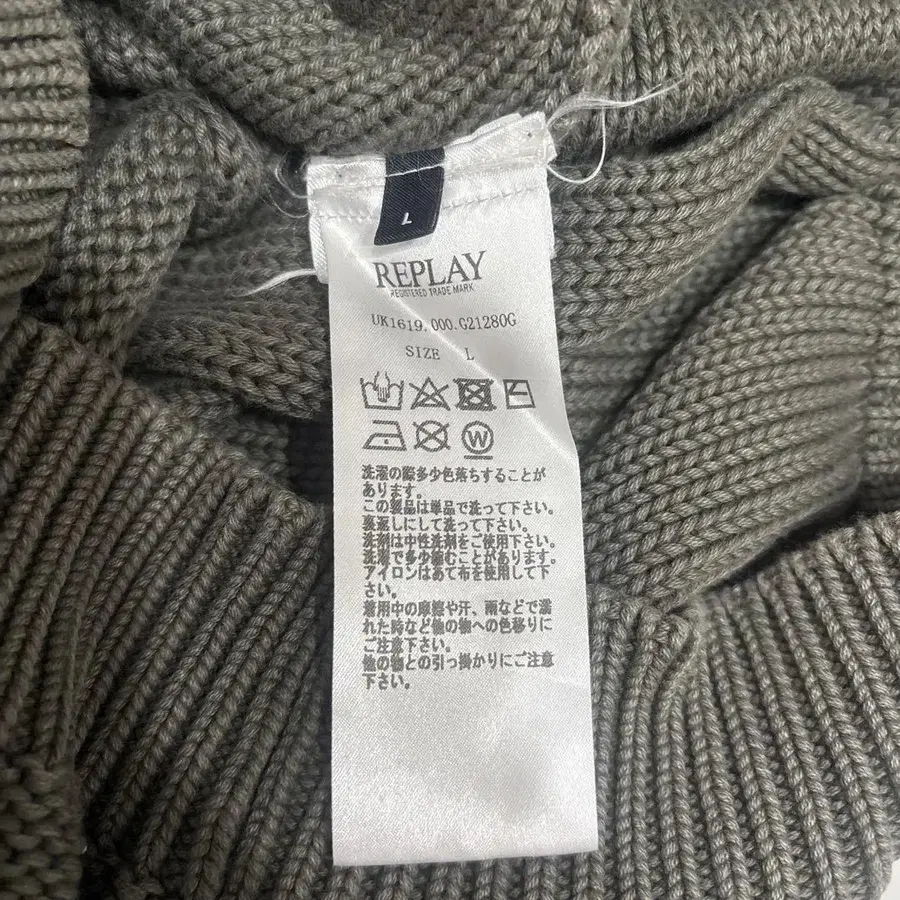 L
REPLAY
REGISTERED TRADE MARK
UK1619.000.G21280G
SIZE L
W
洗濯の際多少色落ちすることが
あります。
この製品は単品で洗って下さい。
裏返しにして洗って下さい。
洗剤は中性洗剤をご使用下さい。
洗濯で多少縮むことがあります。
アイロンはあて布を使用して下
さい。
着用中の摩擦や汗、雨などで濡
れた時など他の物への色移りに
ご注意下さい。
他の物との引っ掛かりにご注意
下さい。